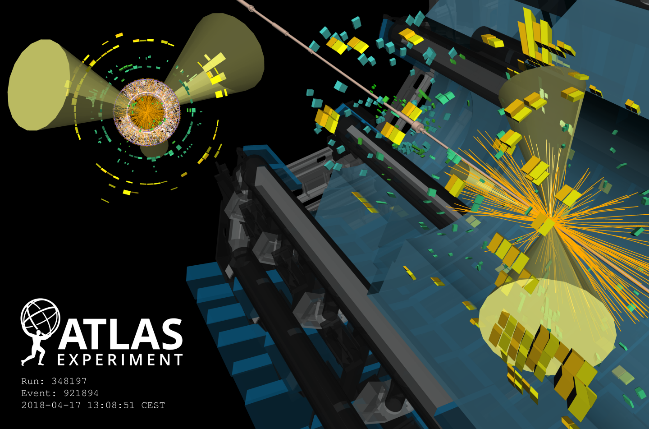 ATLAS
EXPERIMENT
Run: 348197
Event: 921894
2018-04-17 13:08:51 CEST